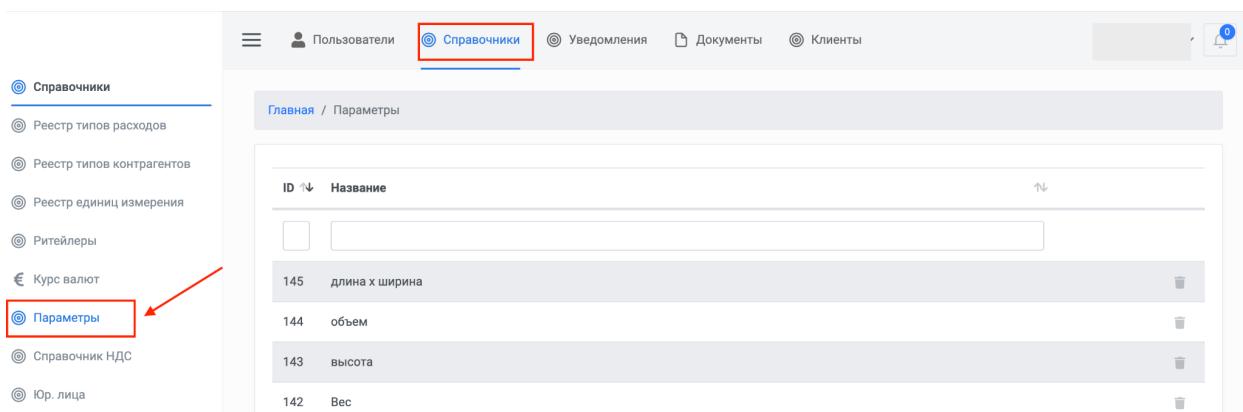 Пользователи Справочники Уведомления Документы Клиенты 0
Справочники
Реестр типов расходов
Реестр типов контрагентов
Реестр единиц измерения
Ритейлеры
€ Курс валют
Параметры
Справочник НДС
Юр. лица
Главная / Параметры
ID Название
145 длина х ширина
144 объем
143 высота
142 Вес